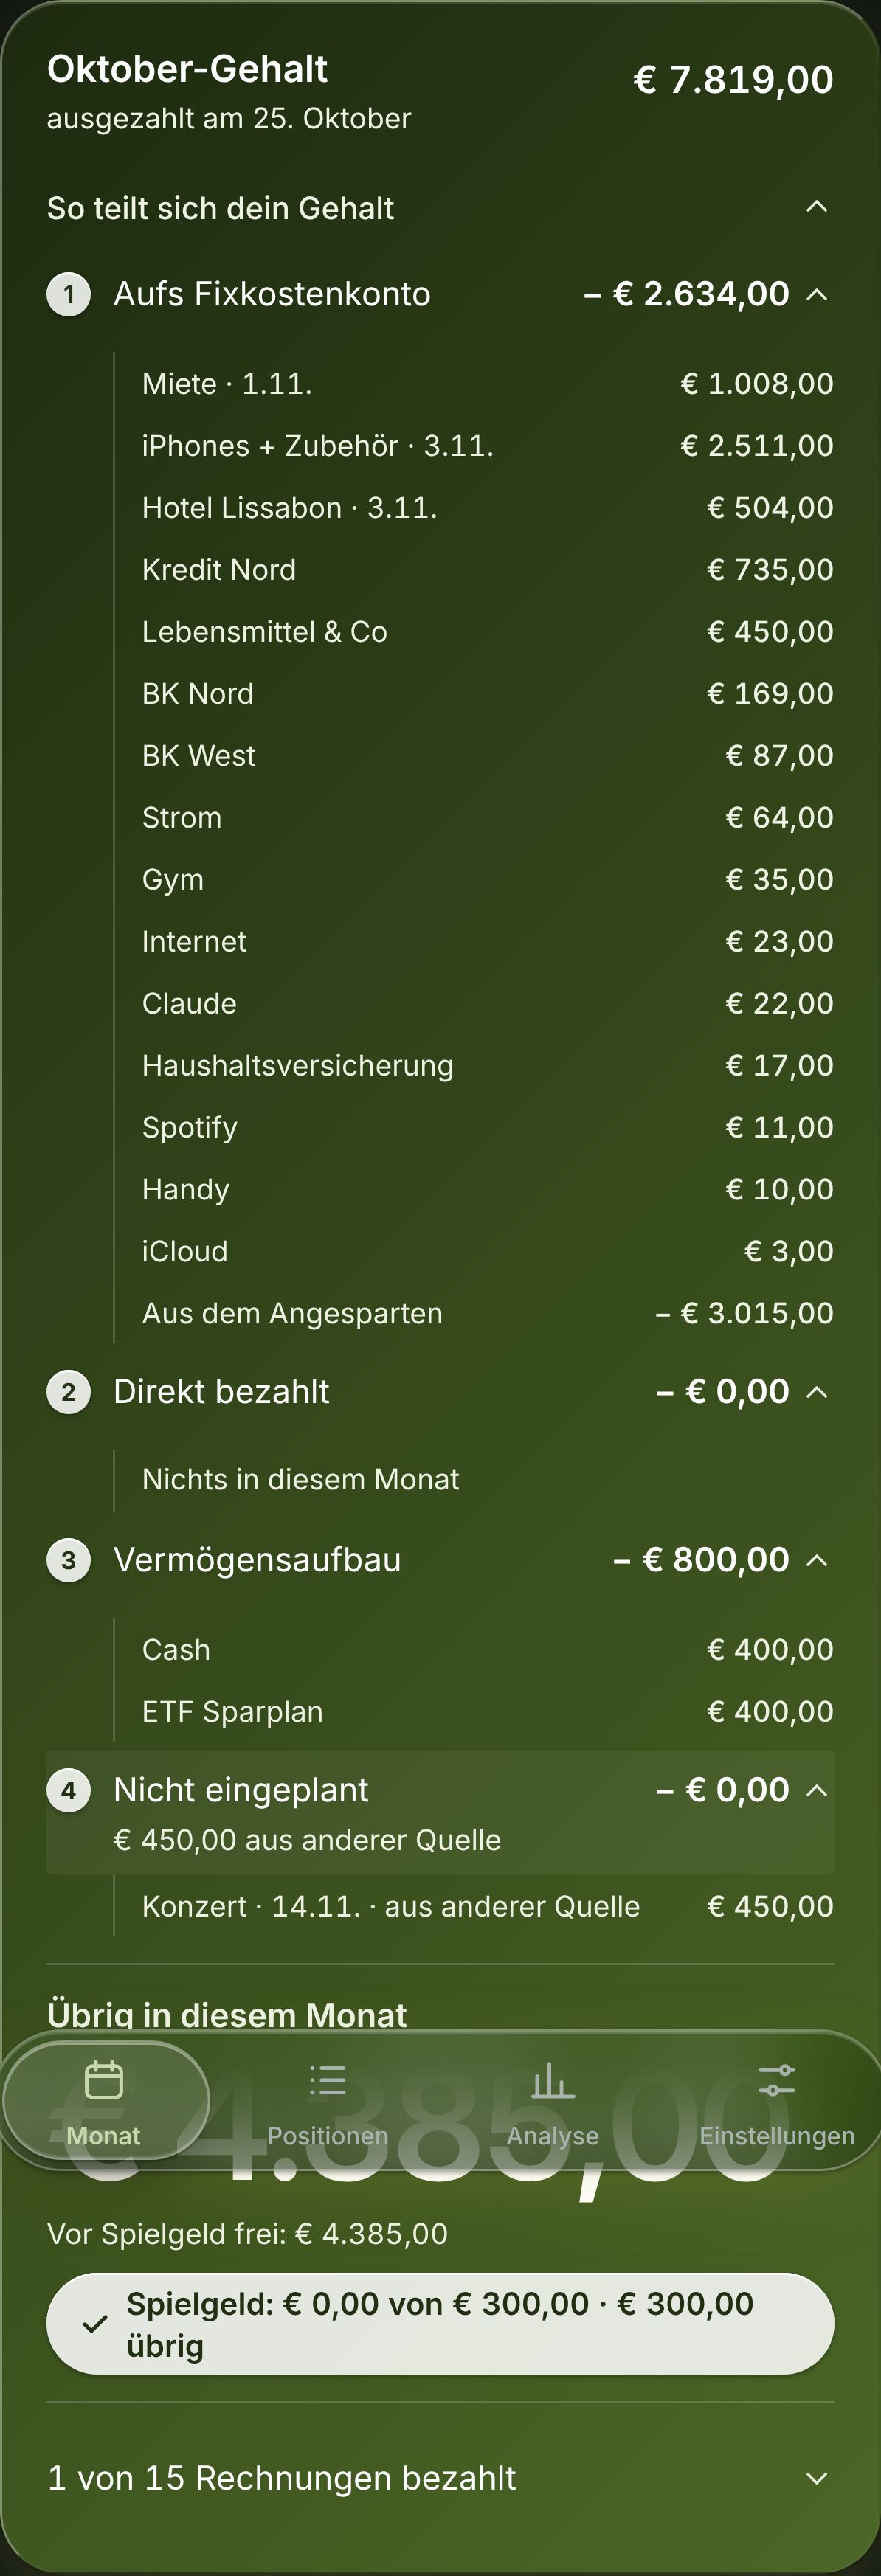 Oktober-Gehalt
€ 7.819,00
ausgezahlt am 25. Oktober
So teilt sich dein Gehalt
1 Aufs Fixkostenkonto – € 2.634,00
Miete · 1.11. € 1.008,00
iPhones + Zubehör · 3.11. € 2.511,00
Hotel Lissabon · 3.11. € 504,00
Kredit Nord € 735,00
Lebensmittel & Co € 450,00
BK Nord € 169,00
BK West € 87,00
Strom € 64,00
Gym € 35,00
Internet € 23,00
Claude € 22,00
Haushaltsversicherung € 17,00
Spotify € 11,00
Handy € 10,00
iCloud € 3,00
Aus dem Angesparten – € 3.015,00
2 Direkt bezahlt – € 0,00
Nichts in diesem Monat
3 Vermögensaufbau – € 800,00
Cash € 400,00
ETF Sparplan € 400,00
4 Nicht eingeplant – € 0,00
€ 450,00 aus anderer Quelle
Konzert · 14.11. · aus anderer Quelle € 450,00
Übrig in diesem Monat
€ 4.385,00
Monat Positionen Analyse Einstellungen
Vor Spielgeld frei: € 4.385,00
Spielgeld: € 0,00 von € 300,00 · € 300,00
übrig
1 von 15 Rechnungen bezahlt